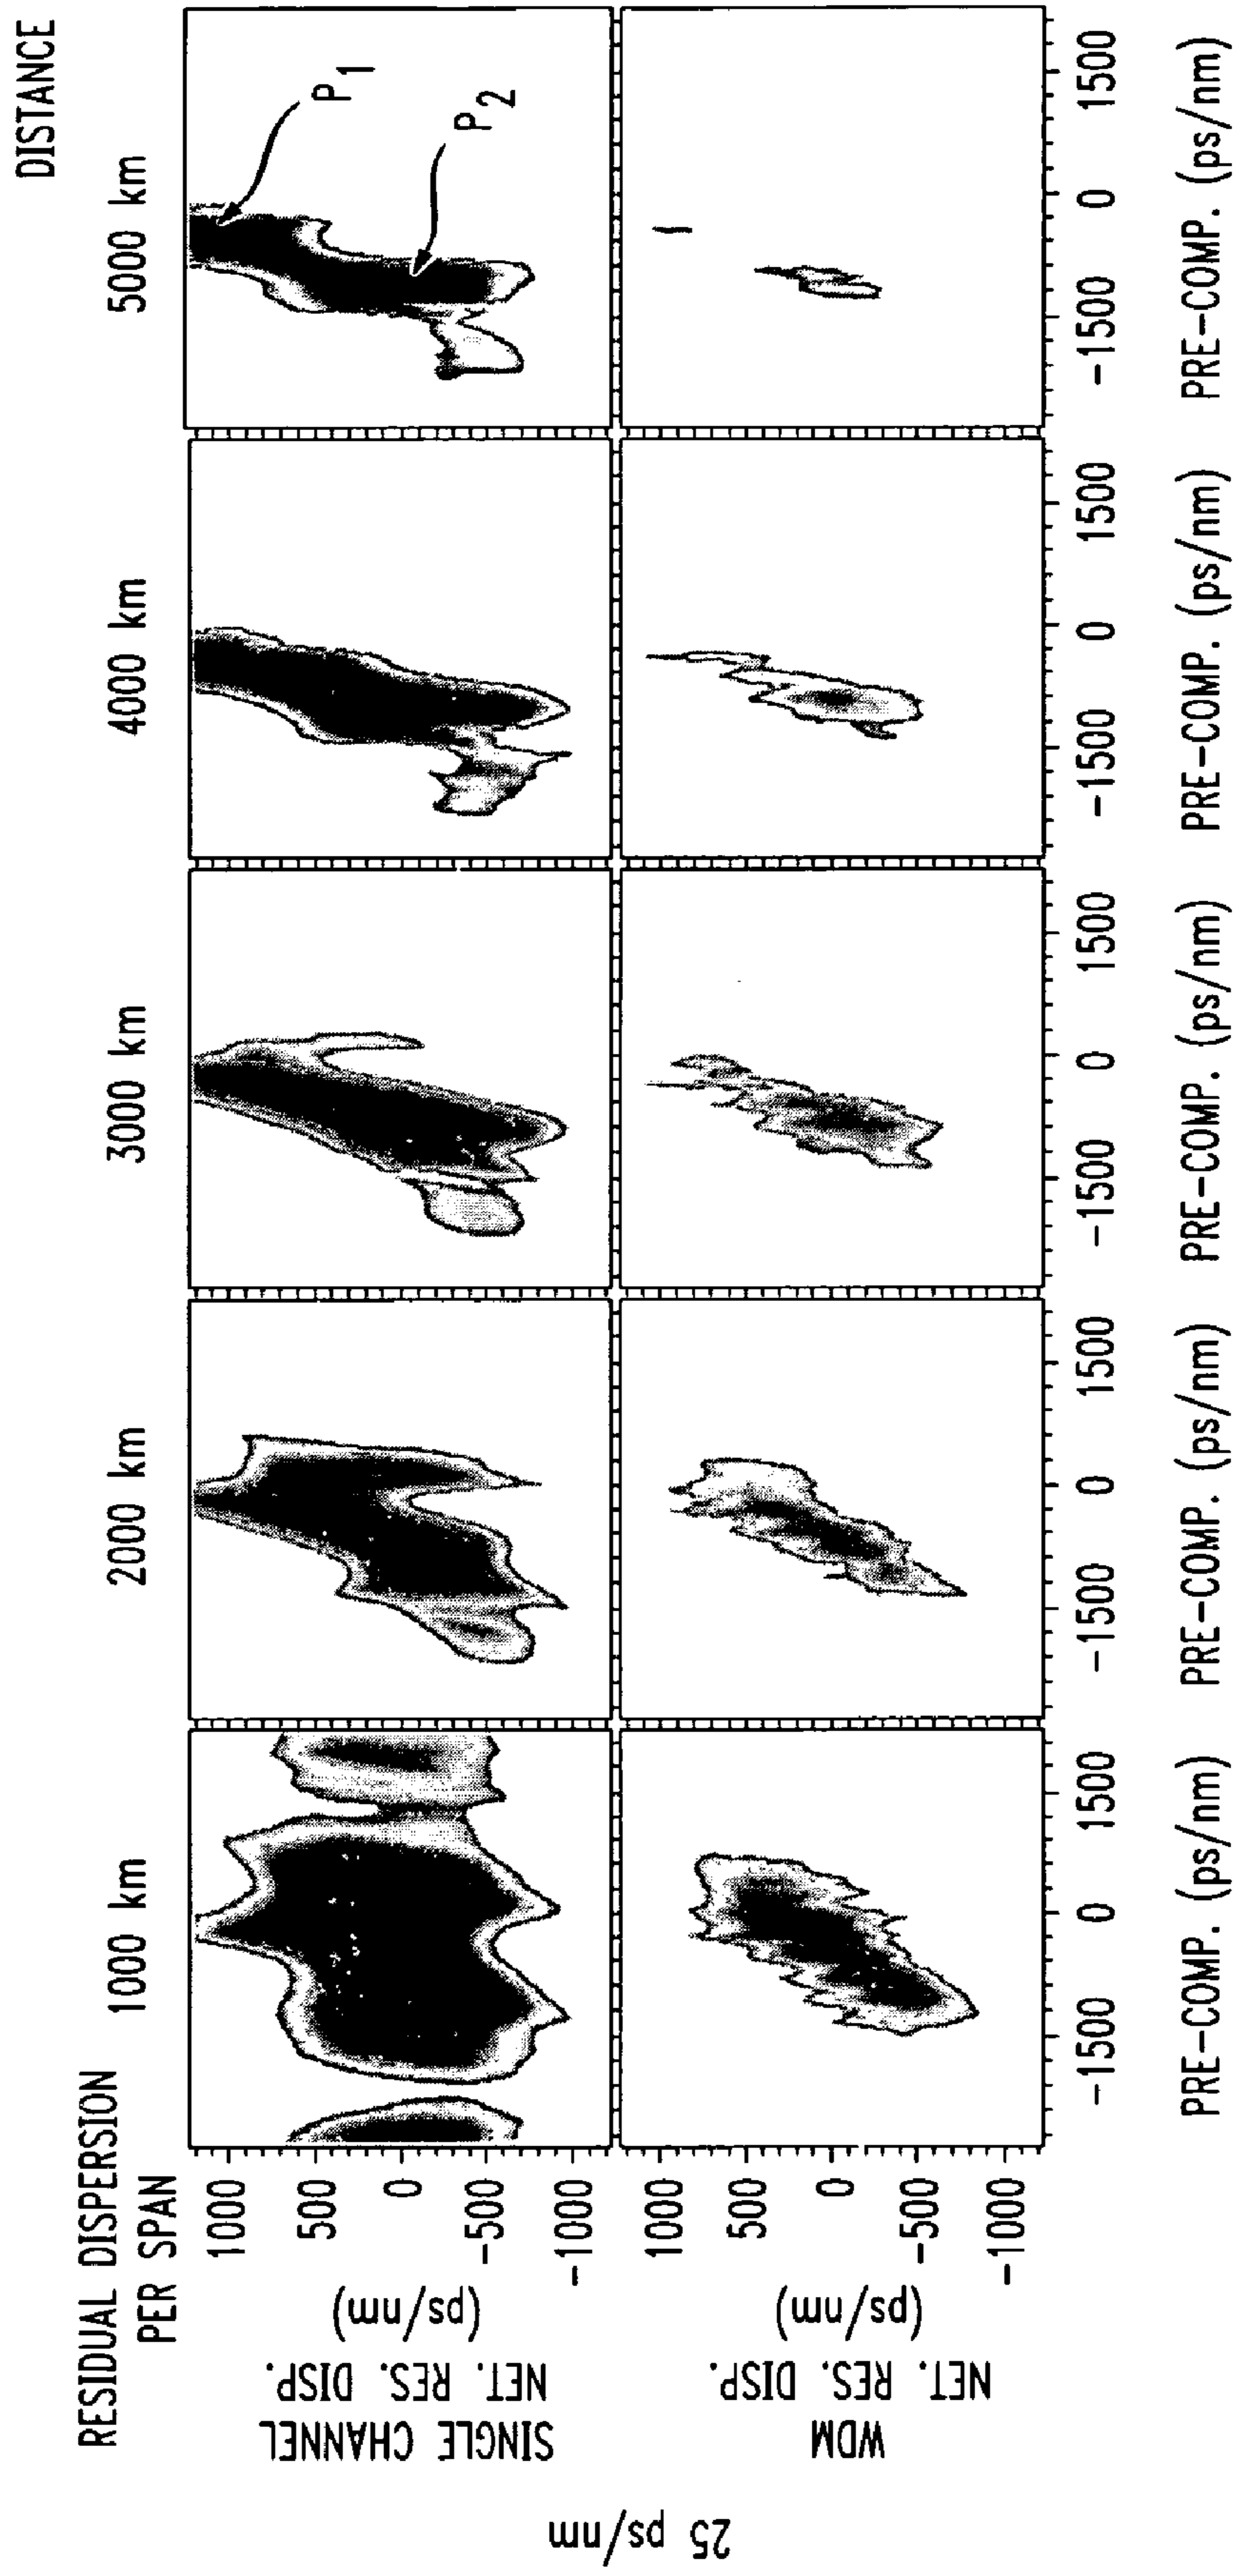 DISTANCE
RESIDUAL DISPERSION
PER SPAN
1000 km
2000 km
3000 km
4000 km
5000 km
25 ps/nm
SINGLE CHANNEL
NET. RES. DISP.
(ps/nm)
1000
500
0
-500
-1000
P1
P2
WDM
NET. RES. DISP.
(ps/nm)
1000
500
0
-500
-1000
-1500 0 1500
-1500 0 1500
-1500 0 1500
-1500 0 1500
-1500 0 1500
PRE-COMP. (ps/nm)
PRE-COMP. (ps/nm)
PRE-COMP. (ps/nm)
PRE-COMP. (ps/nm)
PRE-COMP. (ps/nm)